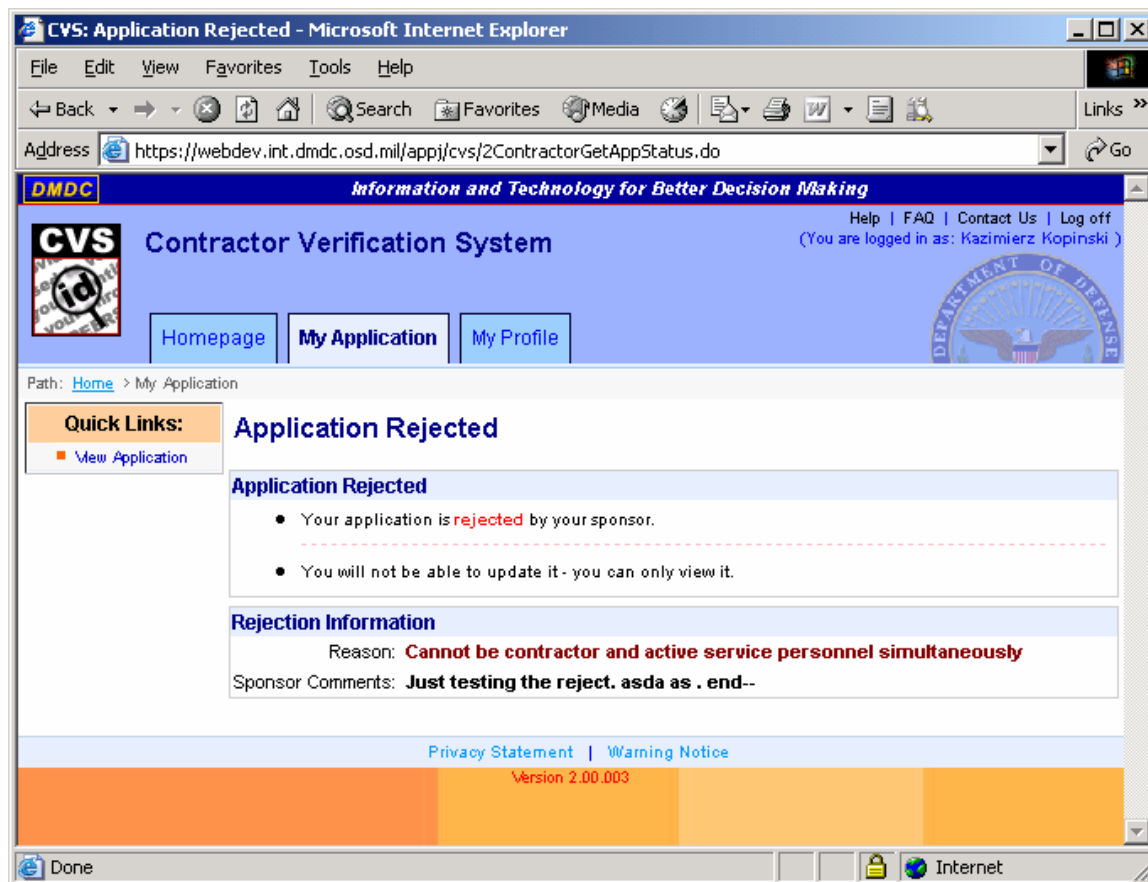 CVS: Application Rejected - Microsoft Internet Explorer
File Edit View Favorites Tools Help
Back Search Favorites Media Links »
Address https://webdev.int.dmdc.osd.mil/appj/cvs/2ContractorGetAppStatus.do Go
DMDC Information and Technology for Better Decision Making
Help | FAQ | Contact Us | Log off
CVS Contractor Verification System (You are logged in as: Kazimierz Kopinski )
id
DEPARTMENT OF DEFENSE
Homepage My Application My Profile
Path: Home > My Application
Quick Links:
View Application
Application Rejected
Application Rejected
Your application is rejected by your sponsor.
You will not be able to update it - you can only view it.
Rejection Information
Reason: Cannot be contractor and active service personnel simultaneously
Sponsor Comments: Just testing the reject. asda as . end--
Privacy Statement | Warning Notice
Version 2.00.003
Done Internet